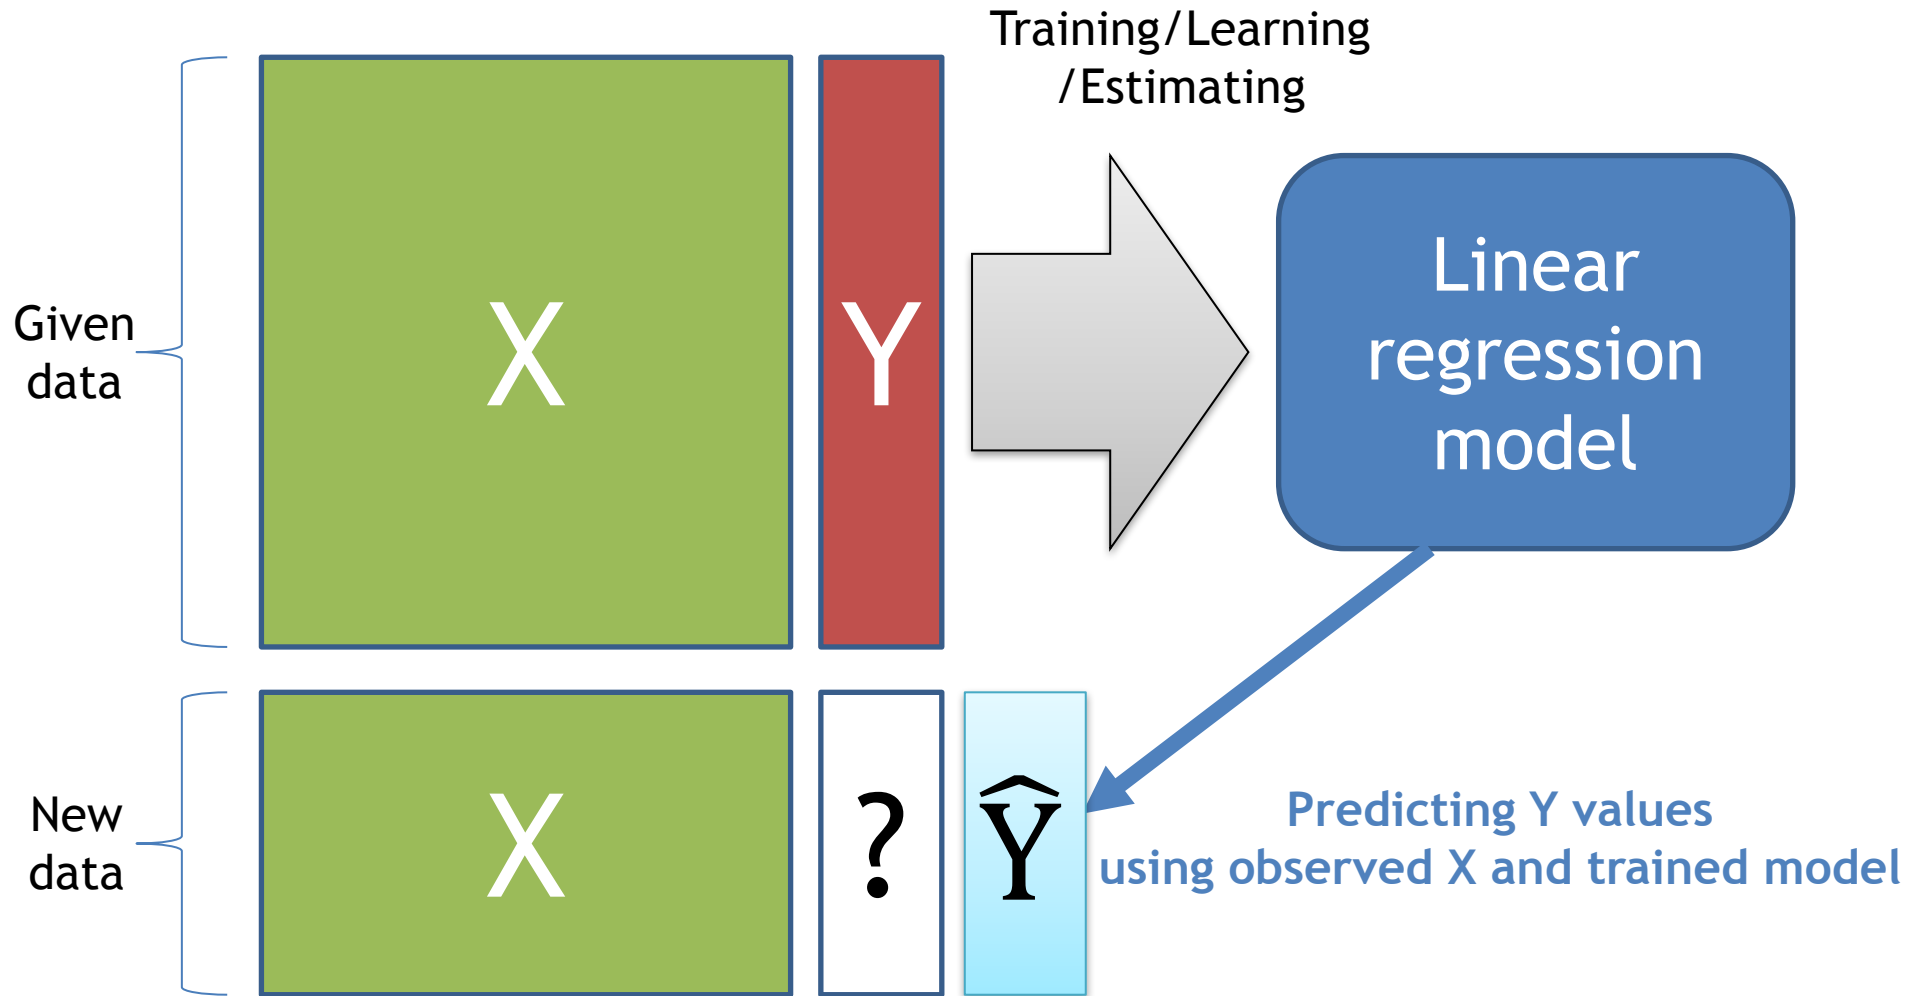 Training/Learning
/Estimating
Given
data
X
Y
Linear
regression
model
New
data
X
?
Ŷ
Predicting Y values
using observed X and trained model